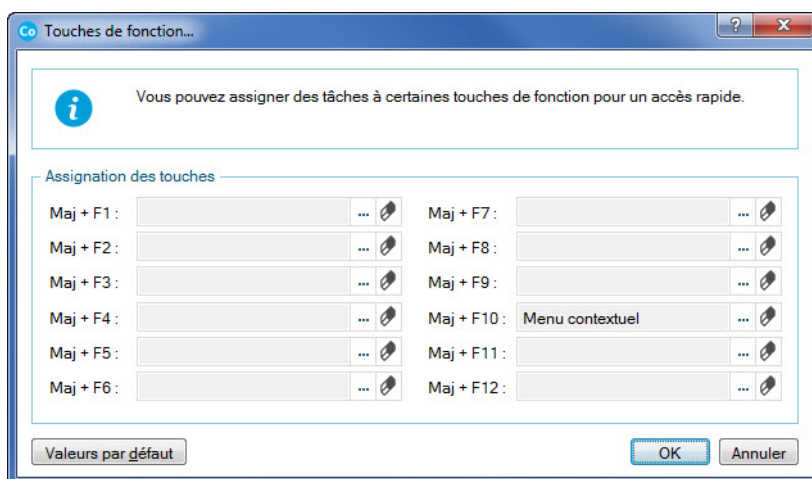 Co Touches de fonction...
?
i
Vous pouvez assigner des tâches à certaines touches de fonction pour un accès rapide.
Assignation des touches
Maj + F1 : ... Maj + F7 : ...
Maj + F2 : ... Maj + F8 : ...
Maj + F3 : ... Maj + F9 : ...
Maj + F4 : ... Maj + F10 : Menu contextuel ...
Maj + F5 : ... Maj + F11 : ...
Maj + F6 : ... Maj + F12 : ...
Valeurs par défaut OK Annuler